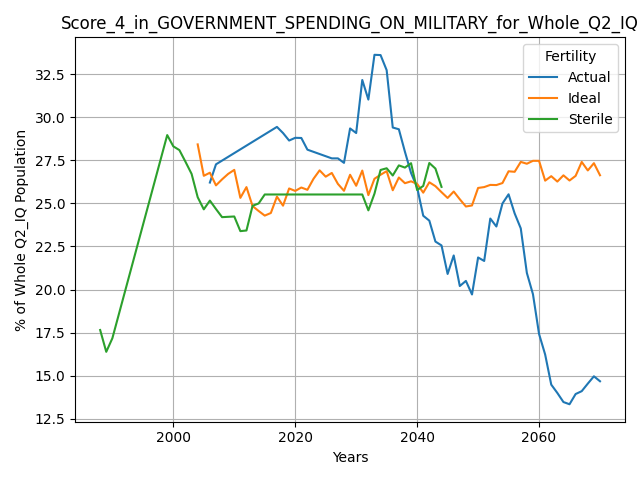 Score_4_in_GOVERNMENT_SPENDING_ON_MILITARY_for_Whole_Q2_IQ
Fertility
Actual
Ideal
Sterile
% of Whole Q2_IQ Population
32.5
30.0
27.5
25.0
22.5
20.0
17.5
15.0
12.5
2000
2020
2040
2060
Years